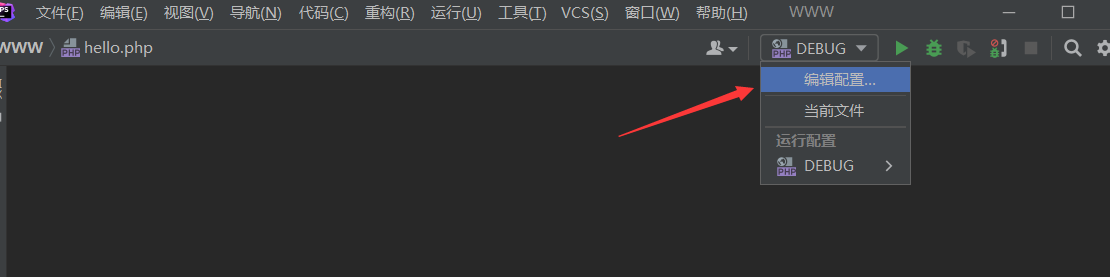 PS 文件(F) 编辑(E) 视图(V) 导航(N) 代码(C) 重构(R) 运行(U) 工具(T) VCS(S) 窗口(W) 帮助(H) WWW
WWW hello.php PHP DEBUG
编辑配置...
当前文件
运行配置
PHP DEBUG